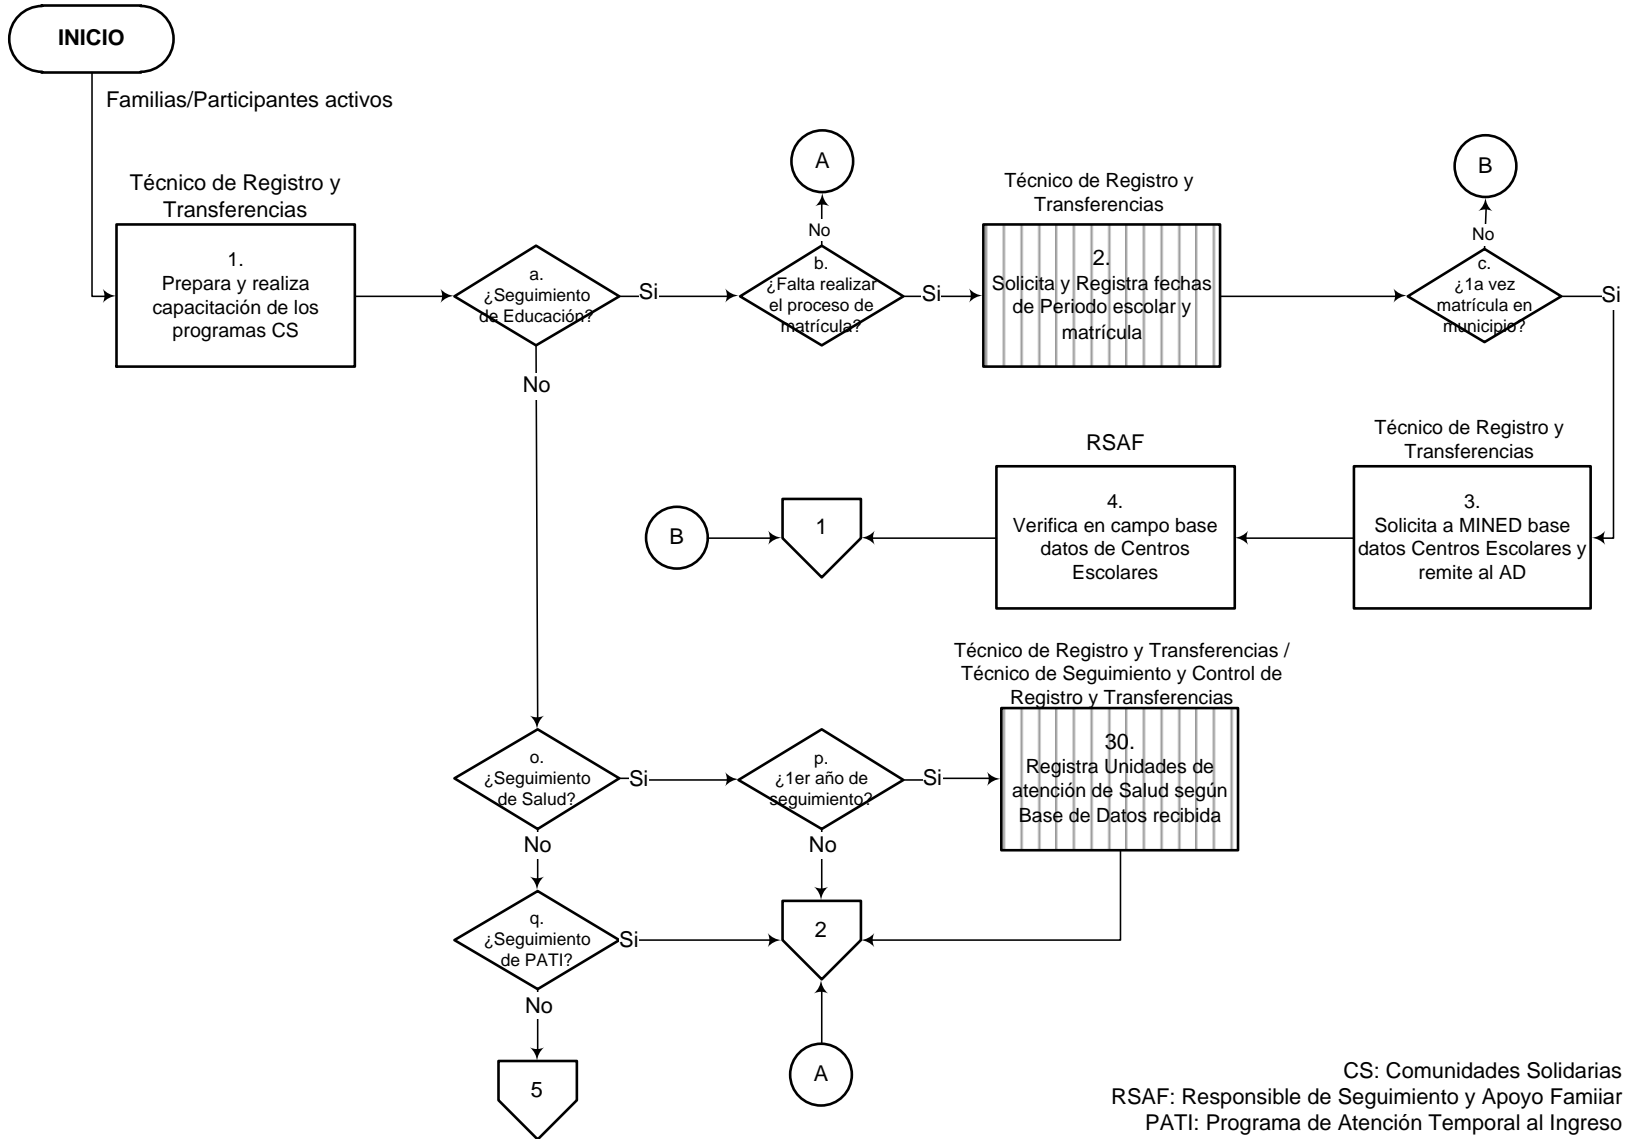 INICIO
Familias/Participantes activos
Técnico de Registro y
Transferencias
1.
Prepara y realiza
capacitación de los
programas CS
a.
¿Seguimiento
de Educación?
Si
No
A
No
b.
¿Falta realizar
el proceso de
matrícula?
Si
Técnico de Registro y
Transferencias
2.
Solicita y Registra fechas
de Periodo escolar y
matrícula
B
No
c.
¿1a vez
matrícula en
municipio?
Si
Técnico de Registro y
Transferencias
3.
Solicita a MINED base
datos Centros Escolares y
remite al AD
RSAF
4.
Verifica en campo base
datos de Centros
Escolares
1
B
o.
¿Seguimiento
de Salud?
Si
No
p.
¿1er año de
seguimiento?
Si
No
Técnico de Registro y Transferencias /
Técnico de Seguimiento y Control de
Registro y Transferencias
30.
Registra Unidades de
atención de Salud según
Base de Datos recibida
q.
¿Seguimiento
de PATI?
Si
No
2
A
5
CS: Comunidades Solidarias
RSAF: Responsible de Seguimiento y Apoyo Famiiar
PATI: Programa de Atención Temporal al Ingreso